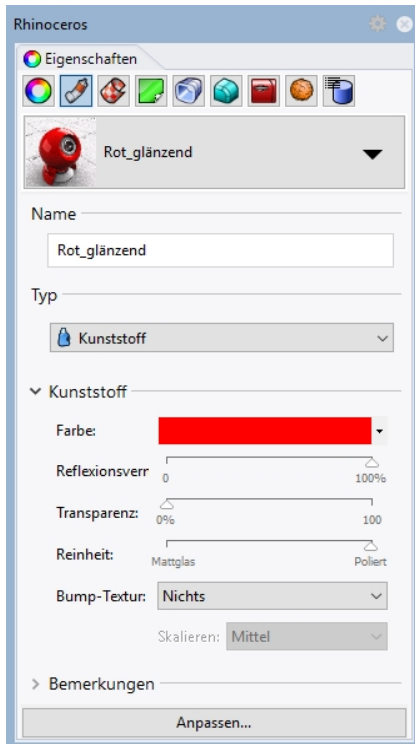 Rhinoceros
Eigenschaften
Rot_glänzend
Name
Rot_glänzend
Typ
Kunststoff
Kunststoff
Farbe:
Reflexionsverr
0 100%
Transparenz:
0% 100
Reinheit:
Mattglas Poliert
Bump-Textur: Nichts
Skalieren: Mittel
Bemerkungen
Anpassen...